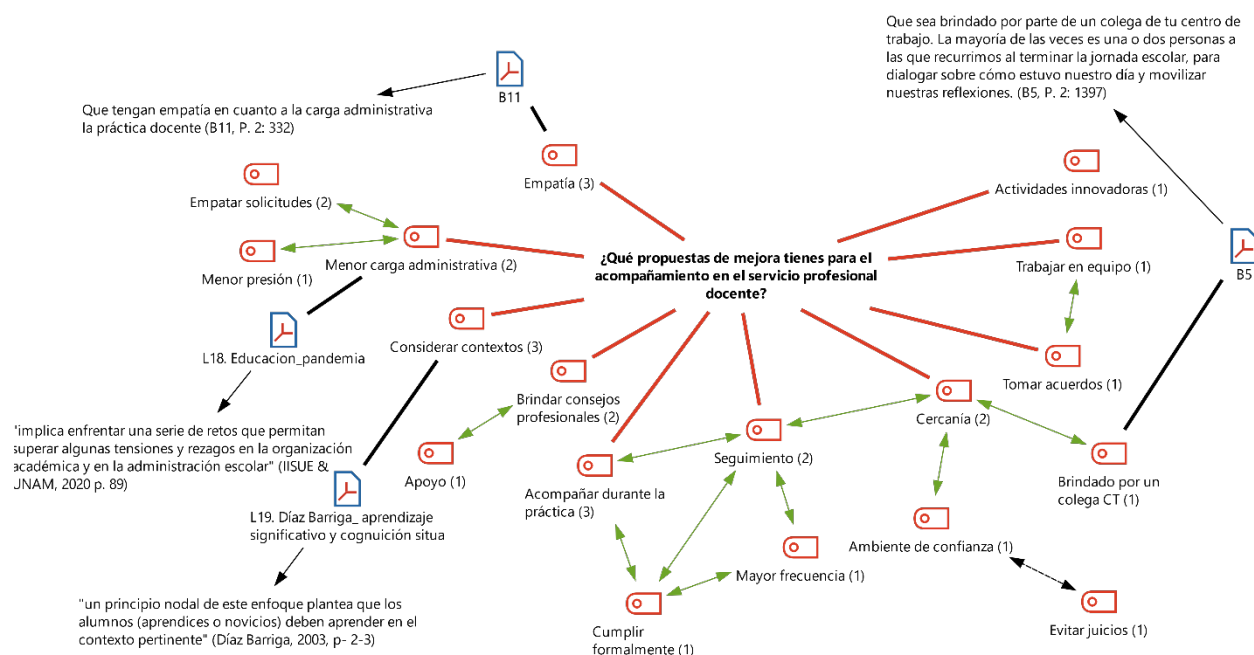 Que sea brindado por parte de un colega de tu centro de
trabajo. La mayoría de las veces es una o dos personas a
las que recurrimos al terminar la jornada escolar, para
dialogar sobre cómo estuvo nuestro día y movilizar
nuestras reflexiones. (B5, P. 2: 1397)
B11
Que tengan empatía en cuanto a la carga administrativa
la práctica docente (B11, P. 2: 332)
Empatía (3)
Actividades innovadoras (1)
Empatar solicitudes (2)
Menor presión (1)
Menor carga administrativa (2)
¿Qué propuestas de mejora tienes para el
acompañamiento en el servicio profesional
docente?
Trabajar en equipo (1)
B5
L18. Educacion_pandemia
Considerar contextos (3)
Brindar consejos
profesionales (2)
Tomar acuerdos (1)
Cercanía (2)
"implica enfrentar una serie de retos que permitan
superar algunas tensiones y rezagos en la organización
académica y en la administración escolar" (IISUE &
UNAM, 2020 p. 89)
Apoyo (1)
Acompañar durante la
práctica (3)
Seguimiento (2)
Brindado por un
colega CT (1)
L19. Díaz Barriga_ aprendizaje
significativo y cognuición situa
Ambiente de confianza (1)
Mayor frecuencia (1)
"un principio nodal de este enfoque plantea que los
alumnos (aprendices o novicios) deben aprender en el
contexto pertinente" (Díaz Barriga, 2003, p- 2-3)
Cumplir
formalmente (1)
Evitar juicios (1)